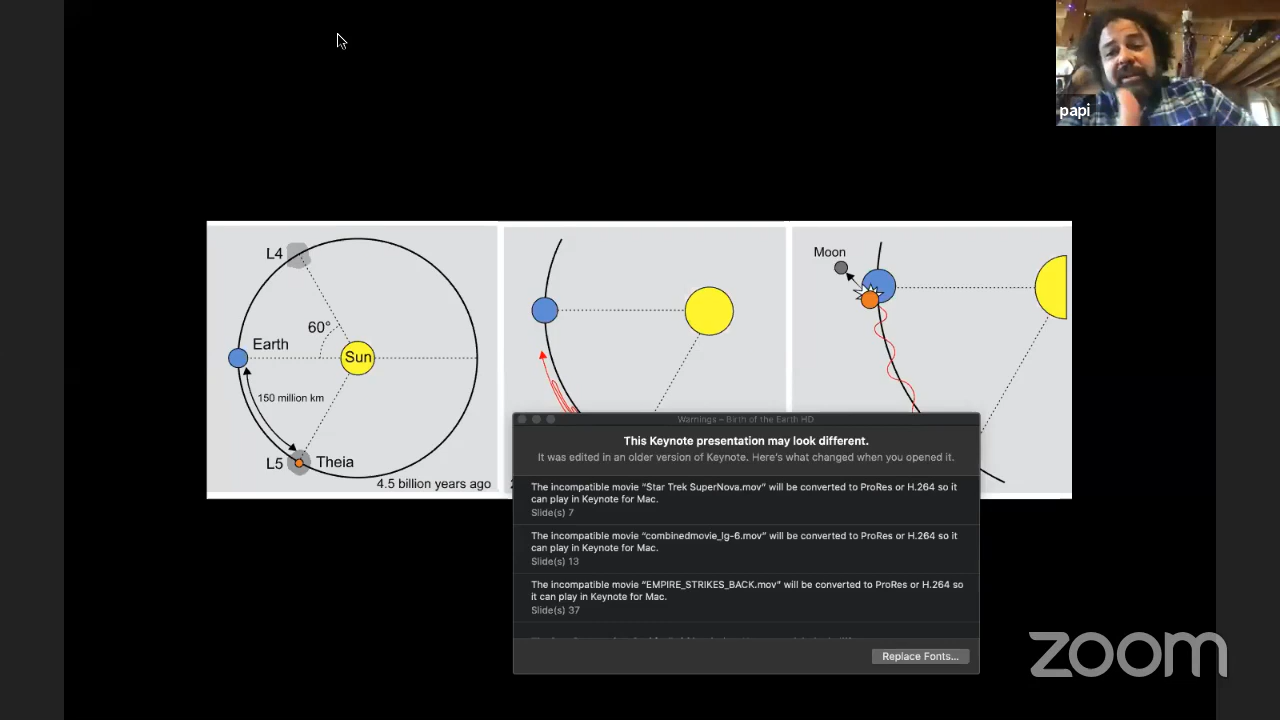 papi
L4
60°
Earth
Sun
150 million km
L5
Theia
4.5 billion years ago
Moon
Warnings – Birth of the Earth HD
This Keynote presentation may look different.
It was edited in an older version of Keynote. Here's what changed when you opened it.
The incompatible movie “Star Trek SuperNova.mov” will be converted to ProRes or H.264 so it
can play in Keynote for Mac.
Slide(s) 7
The incompatible movie “combinedmovie_lg-6.mov” will be converted to ProRes or H.264 so it
can play in Keynote for Mac.
Slide(s) 13
The incompatible movie “EMPIRE_STRIKES_BACK.mov” will be converted to ProRes or H.264 so
it can play in Keynote for Mac.
Slide(s) 37
Replace Fonts...
zoom